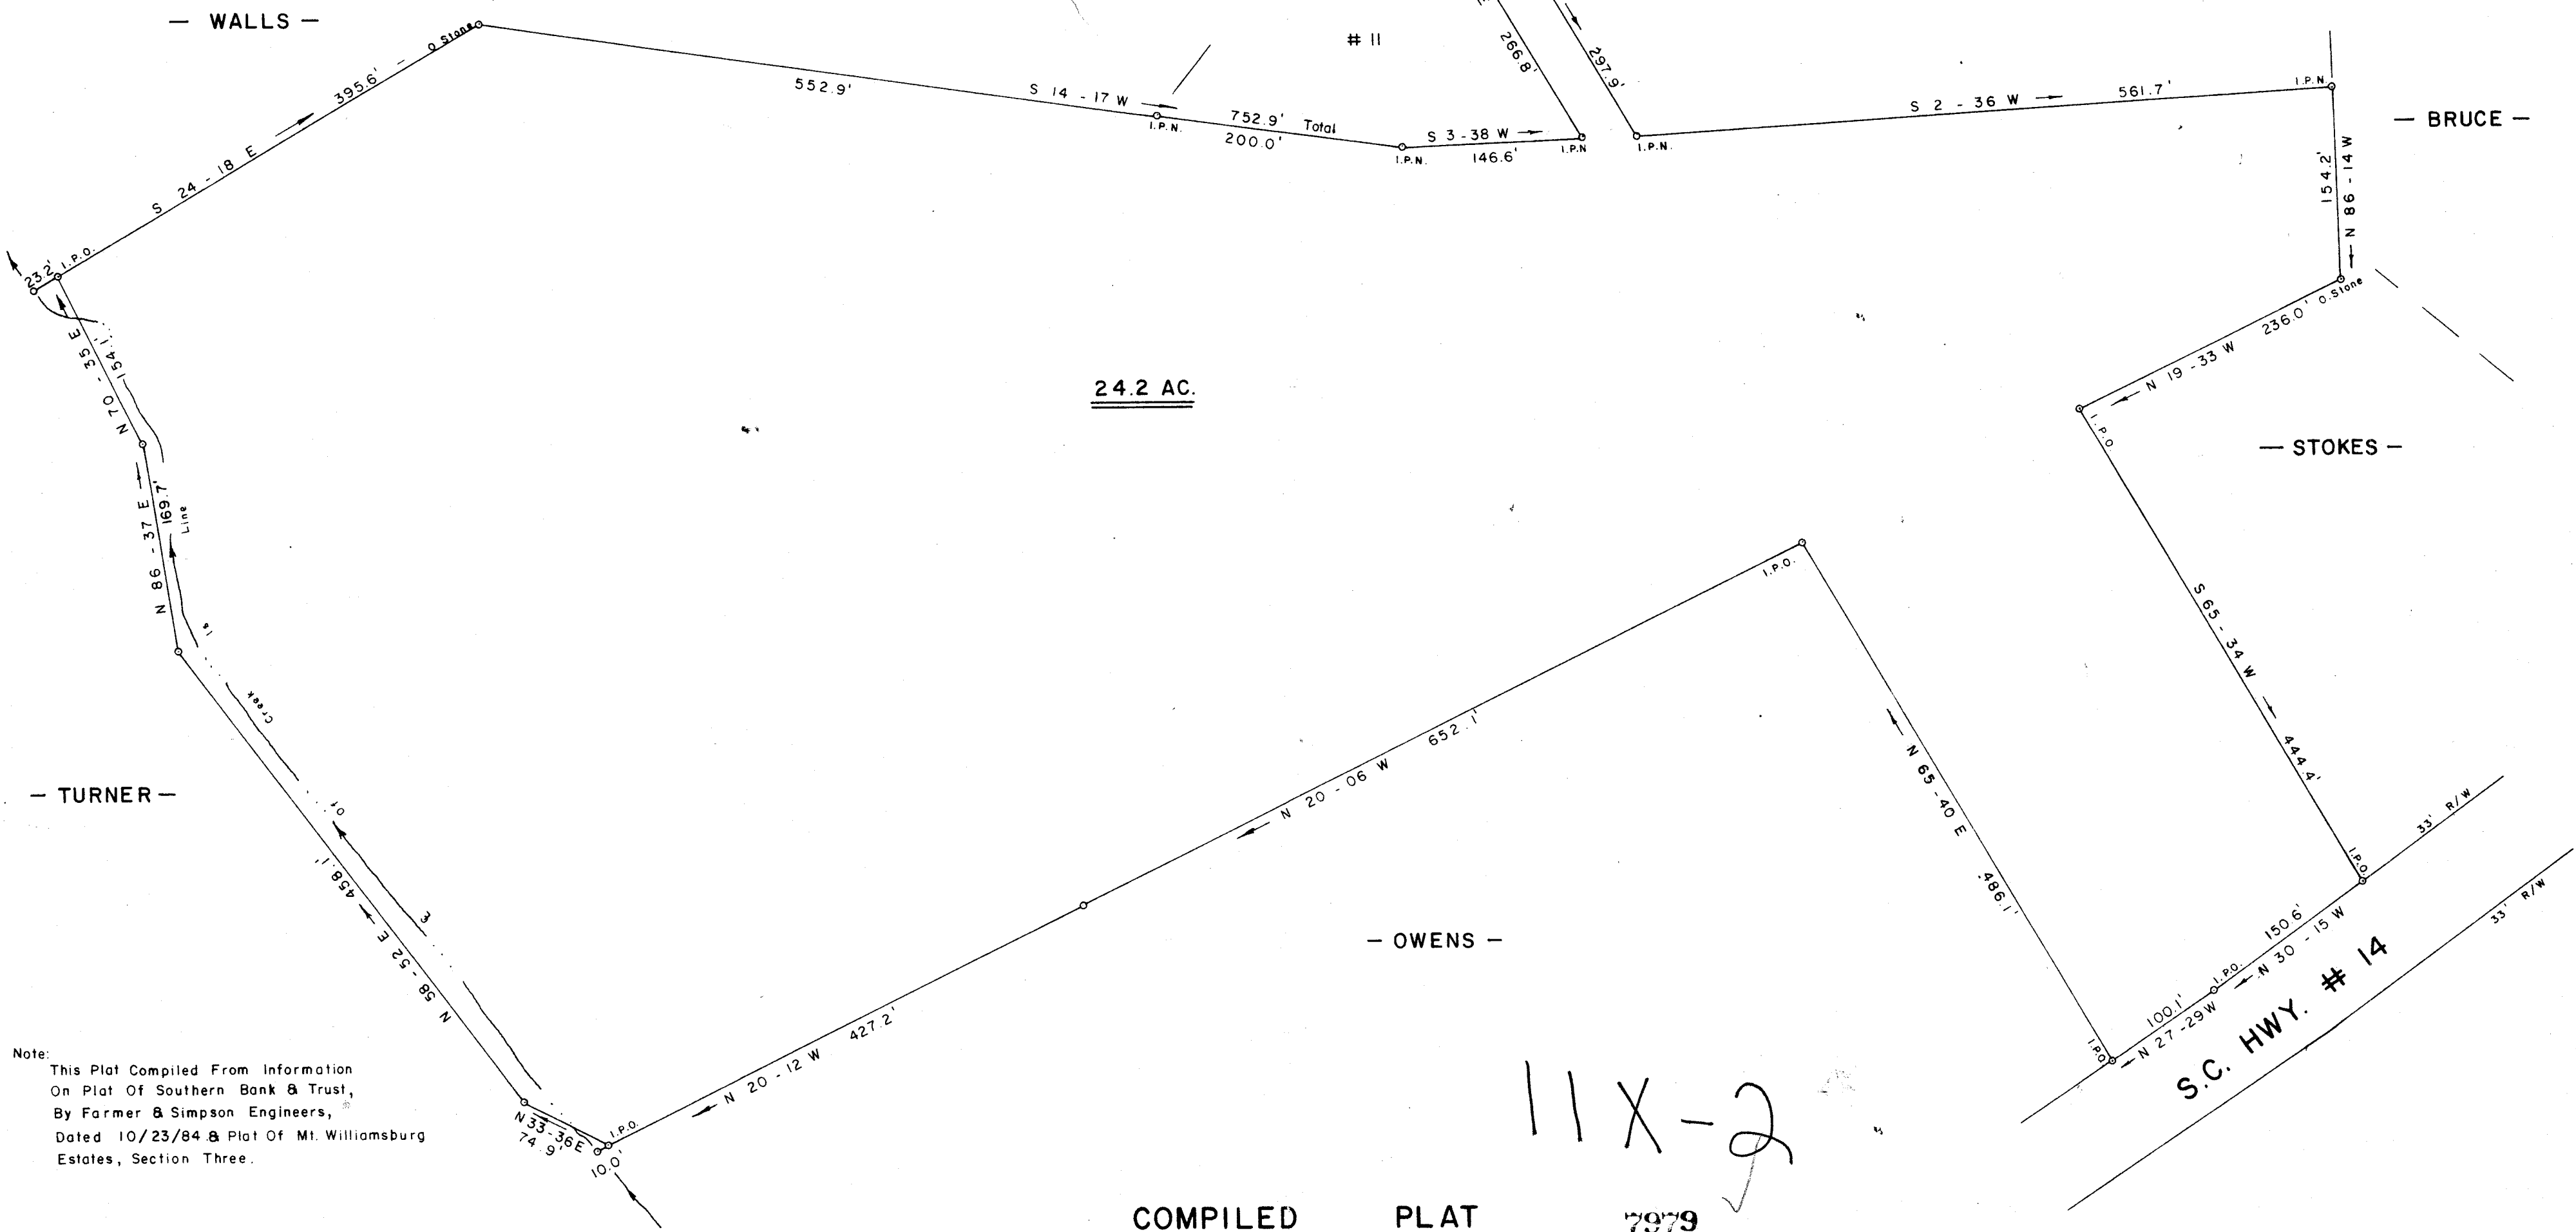 — WALLS —
O Stone
395.6'
S 24 - 18 E
552.9'
S 14 - 17 W
I.P.N.
752.9' Total
200.0'
# 11
I.P.N.
S 3 - 38 W
146.6'
I.P.N
266.8'
297.9'
I.P.N.
S 2 - 36 W
561.7'
I.P.N.
— BRUCE —
154.2'
N 86 - 14 W
O.Stone
236.0'
N 19 - 33 W
I.P.O.
— STOKES —
23.2'
I.P.O.
N 70 - 35 E
154.1'
N 86 - 37 E
169.7'
Line
Is
Creek
Of
24.2 AC.
I.P.O.
S 65 - 34 W
444.4'
I.P.O.
N 65 - 40 E
486.1'
I.P.O.
N 20 - 06 W
652.1'
— TURNER —
458.1'
N 58 - 52 E
— OWENS —
N 20 - 12 W
427.2'
I.P.O.
N 33-36 E
74.9'
10.0'
33' R/W
33' R/W
150.6'
N 30 - 15 W
I.P.O.
100.1'
N 27 - 29 W
S.C. HWY. # 14
Note:
This Plat Compiled From Information
On Plat Of Southern Bank & Trust,
By Farmer & Simpson Engineers,
Dated 10/23/84 & Plat Of Mt. Williamsburg
Estates, Section Three.
11X-2
COMPILED PLAT
7979